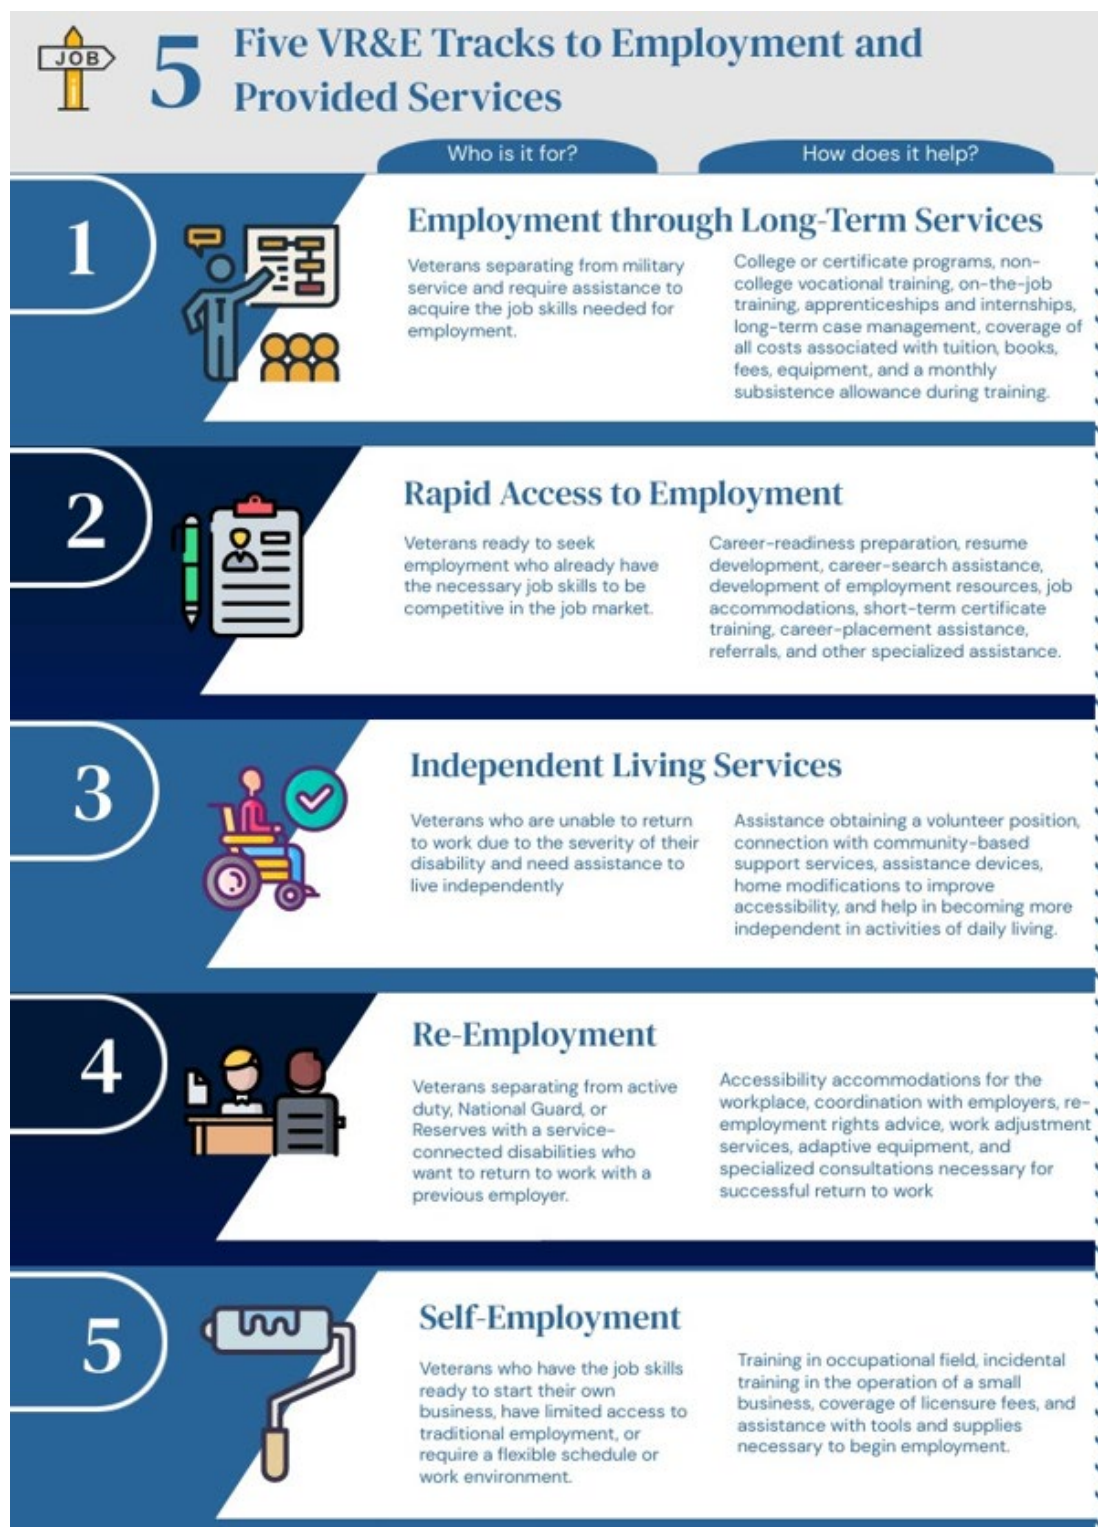 JOB
5
Five VR&E Tracks to Employment and
Provided Services
Who is it for?
How does it help?
1
Employment through Long-Term Services
Veterans separating from military
service and require assistance to
acquire the job skills needed for
employment.
College or certificate programs, non-
college vocational training, on-the-job
training, apprenticeships and internships,
long-term case management, coverage of
all costs associated with tuition, books,
fees, equipment, and a monthly
subsistence allowance during training.
2
Rapid Access to Employment
Veterans ready to seek
employment who already have
the necessary job skills to be
competitive in the job market.
Career-readiness preparation, resume
development, career-search assistance,
development of employment resources, job
accommodations, short-term certificate
training, career-placement assistance,
referrals, and other specialized assistance.
3
Independent Living Services
Veterans who are unable to return
to work due to the severity of their
disability and need assistance to
live independently
Assistance obtaining a volunteer position,
connection with community-based
support services, assistance devices,
home modifications to improve
accessibility, and help in becoming more
independent in activities of daily living.
4
Re-Employment
Veterans separating from active
duty, National Guard, or
Reserves with a service-
connected disabilities who
want to return to work with a
previous employer.
Accessibility accommodations for the
workplace, coordination with employers, re-
employment rights advice, work adjustment
services, adaptive equipment, and
specialized consultations necessary for
successful return to work
5
Self-Employment
Veterans who have the job skills
ready to start their own
business, have limited access to
traditional employment, or
require a flexible schedule or
work environment.
Training in occupational field, incidental
training in the operation of a small
business, coverage of licensure fees, and
assistance with tools and supplies
necessary to begin employment.